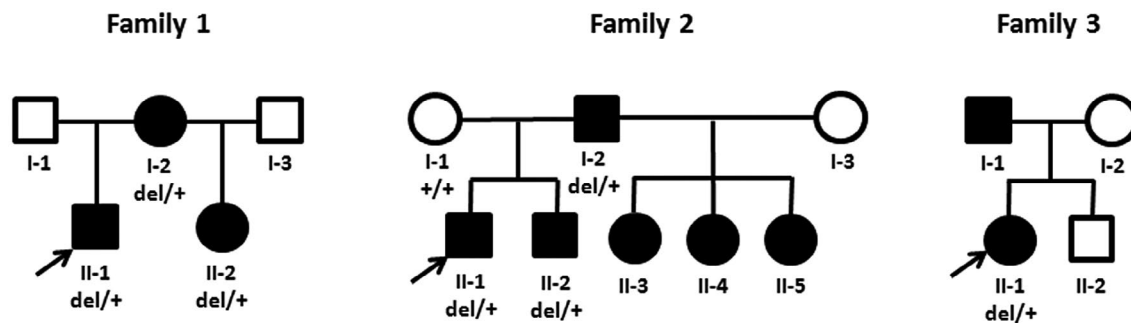 Family 1 Family 2 Family 3
I-1 I-2 I-3 I-1 I-2 I-3 I-1 I-2
del/+ +/+ del/+
II-1 II-2 II-1 II-2 II-3 II-4 II-5 II-1 II-2
del/+ del/+ del/+ del/+ del/+